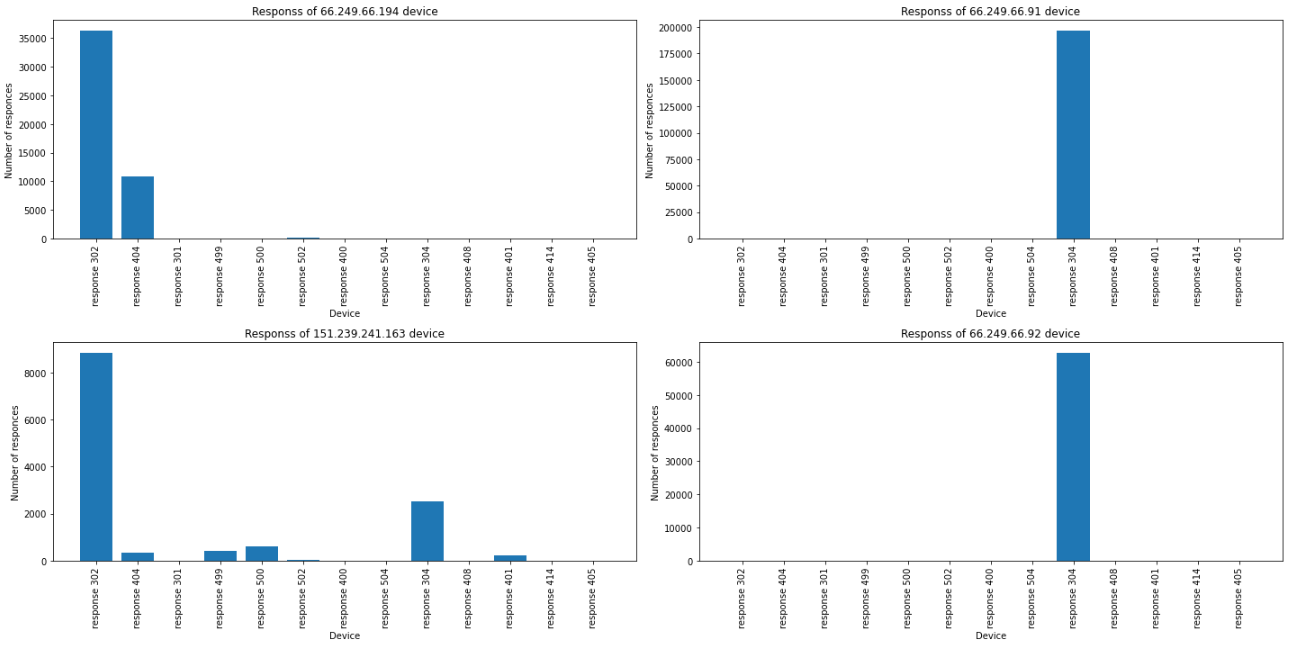 Responss of 66.249.66.194 device
Number of responces
35000
30000
25000
20000
15000
10000
5000
0
response 302
response 404
response 301
response 499
response 500
response 502
response 400
response 504
response 304
response 408
response 401
response 414
response 405
Device
Responss of 66.249.66.91 device
Number of responces
200000
175000
150000
125000
100000
75000
50000
25000
0
response 302
response 404
response 301
response 499
response 500
response 502
response 400
response 504
response 304
response 408
response 401
response 414
response 405
Device
Responss of 151.239.241.163 device
Number of responces
8000
6000
4000
2000
0
response 302
response 404
response 301
response 499
response 500
response 502
response 400
response 504
response 304
response 408
response 401
response 414
response 405
Device
Responss of 66.249.66.92 device
Number of responces
60000
50000
40000
30000
20000
10000
0
response 302
response 404
response 301
response 499
response 500
response 502
response 400
response 504
response 304
response 408
response 401
response 414
response 405
Device